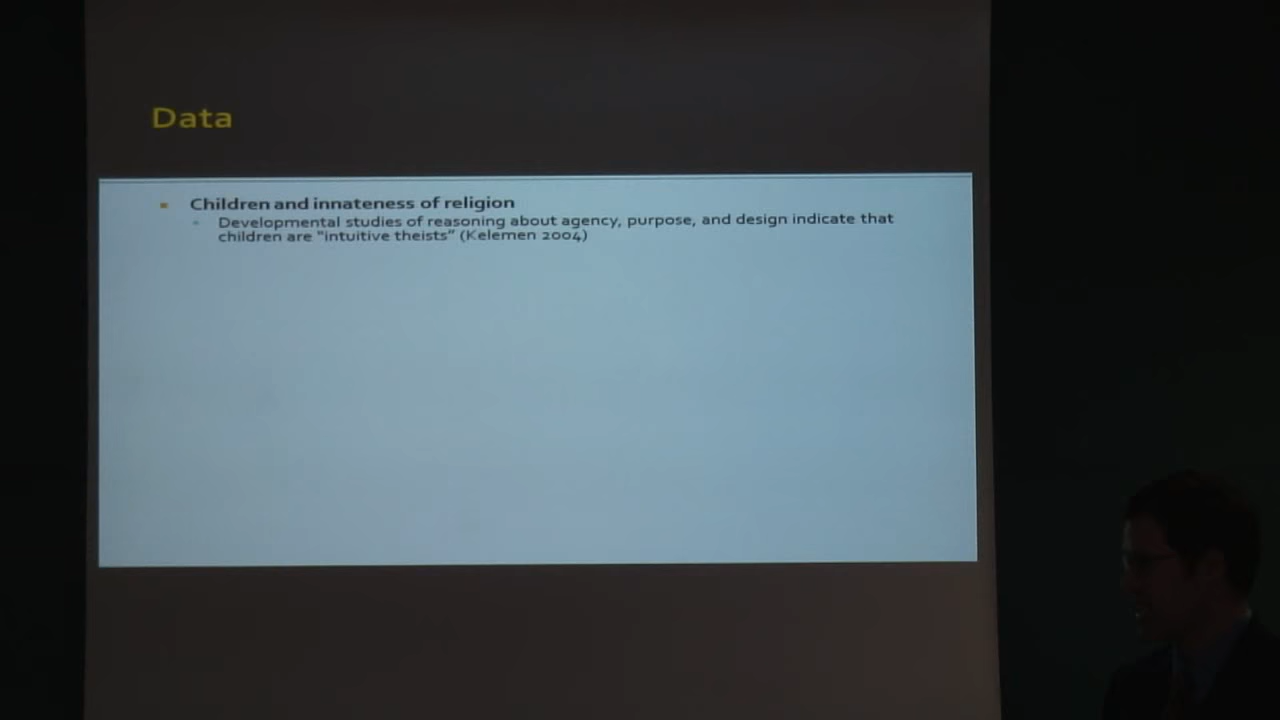 Data
Children and innateness of religion
Developmental studies of reasoning about agency, purpose, and design indicate that
children are "intuitive theists" (Kelemen 2004)